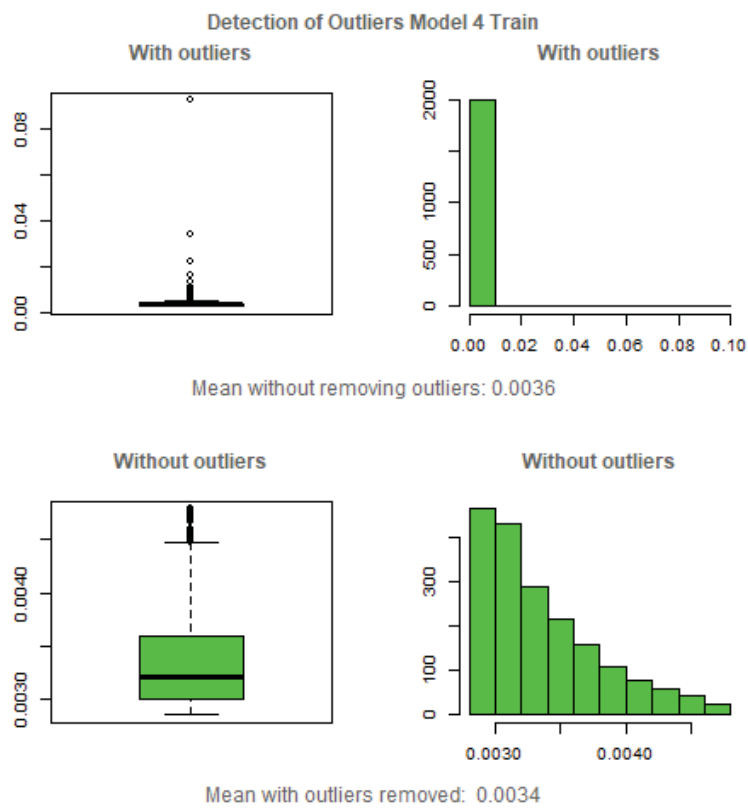 Detection of Outliers Model 4 Train
With outliers
With outliers
0.00 0.04 0.08
0 500 1000 2000
0.00 0.02 0.04 0.06 0.08 0.10
Mean without removing outliers: 0.0036
Without outliers
Without outliers
0.0030 0.0040
0 100 300
0.0030 0.0040
Mean with outliers removed: 0.0034